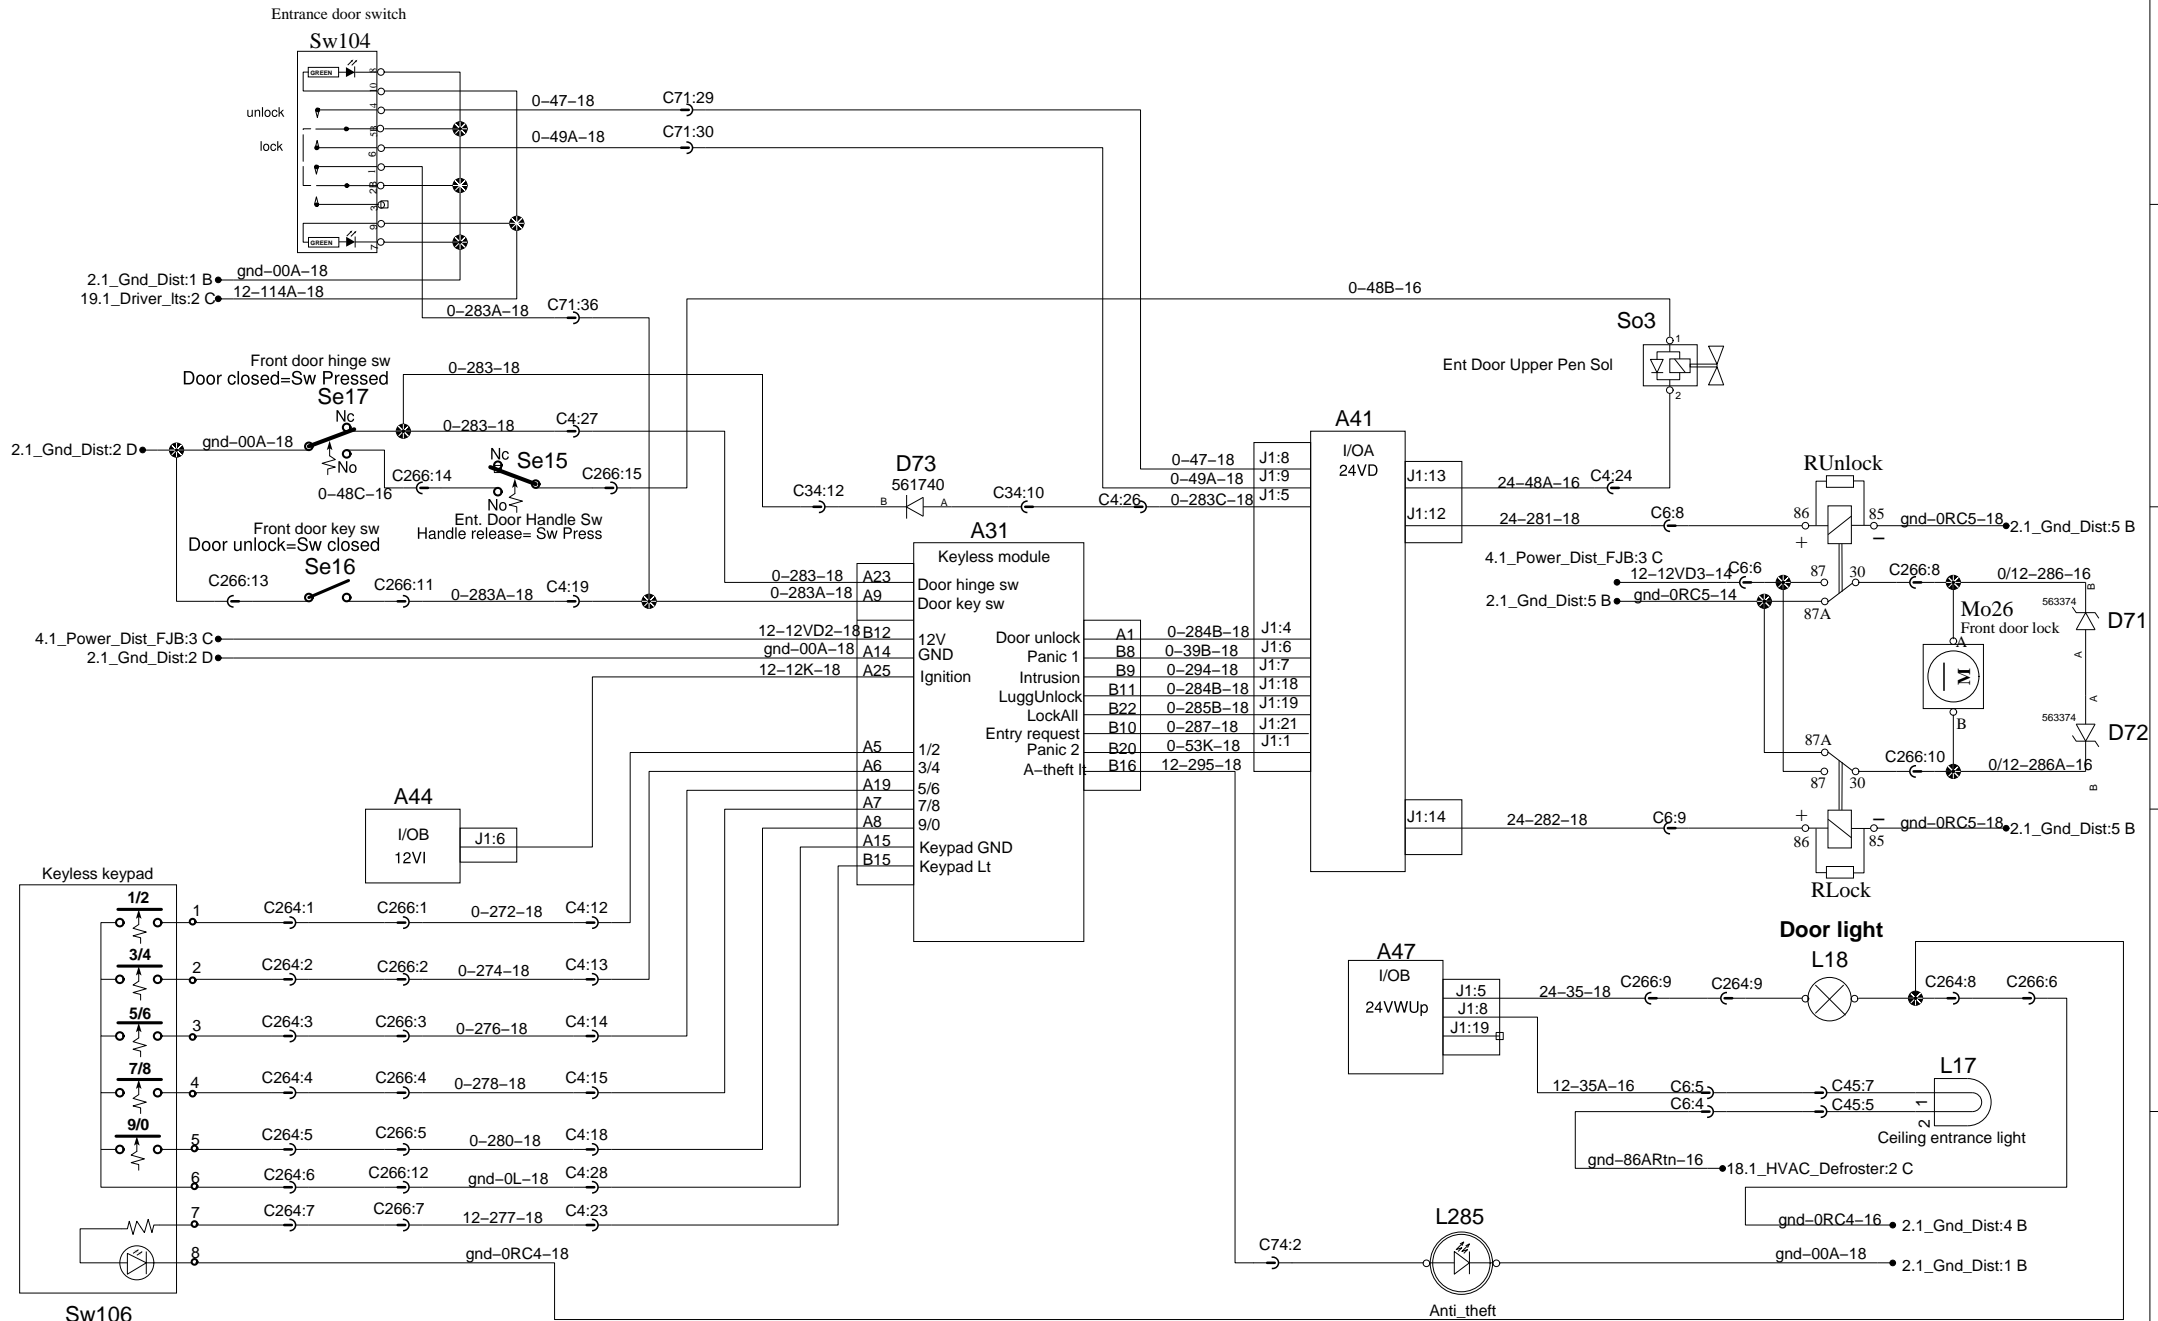 Entrance door switch
Sw104
GREEN
8
10
unlock
4
5B
lock
6
1
2B
3
9
GREEN
7
0-47-18
C71:29
0-49A-18
C71:30
2.1_Gnd_Dist:1 B
gnd-00A-18
19.1_Driver_lts:2 C
12-114A-18
0-283A-18
C71:36
0-48B-16
So3
1
Ent Door Upper Pen Sol
2
Front door hinge sw
Door closed=Sw Pressed
Se17
Nc
No
0-283-18
0-283-18
C4:27
2.1_Gnd_Dist:2 D
gnd-00A-18
0-48C-16
C266:14
Nc
Se15
No
C266:15
Ent. Door Handle Sw
Handle release= Sw Press
Front door key sw
Door unlock=Sw closed
Se16
C266:13
C266:11
0-283A-18
C4:19
D73
561740
C34:12
B
A
C34:10
C4:26
0-47-18
J1:8
0-49A-18
J1:9
0-283C-18
J1:5
A41
I/OA
24VD
J1:13
24-48A-16
C4:24
J1:12
24-281-18
C6:8
RUnlock
86
85
+
−
gnd-0RC5-18
2.1_Gnd_Dist:5 B
4.1_Power_Dist_FJB:3 C
12-12VD3-14
C6:6
87
30
C266:8
0/12-286-16
2.1_Gnd_Dist:5 B
gnd-0RC5-14
87A
Mo26
Front door lock
A
M
B
B
563374
D71
A
A
563374
D72
B
87A
87
30
C266:10
0/12-286A-16
J1:14
24-282-18
C6:9
+
−
86
85
gnd-0RC5-18
2.1_Gnd_Dist:5 B
RLock
A31
Keyless module
0-283-18
A23
Door hinge sw
0-283A-18
A9
Door key sw
4.1_Power_Dist_FJB:3 C
12-12VD2-18
B12
12V
2.1_Gnd_Dist:2 D
gnd-00A-18
A14
GND
12-12K-18
A25
Ignition
Door unlock
A1
0-284B-18
J1:4
Panic 1
B8
0-39B-18
J1:6
Intrusion
B9
0-294-18
J1:7
LuggUnlock
B11
0-284B-18
J1:18
LockAll
B22
0-285B-18
J1:19
Entry request
B10
0-287-18
J1:21
Panic 2
B20
0-53K-18
J1:1
A-theft lt
B16
12-295-18
A5
1/2
A6
3/4
A19
5/6
A7
7/8
A8
9/0
A15
Keypad GND
B15
Keypad Lt
A44
I/OB
12VI
J1:6
Keyless keypad
1/2
1
C264:1
C266:1
0-272-18
C4:12
3/4
2
C264:2
C266:2
0-274-18
C4:13
5/6
3
C264:3
C266:3
0-276-18
C4:14
7/8
4
C264:4
C266:4
0-278-18
C4:15
9/0
5
C264:5
C266:5
0-280-18
C4:18
6
C264:6
C266:12
gnd-0L-18
C4:28
7
C264:7
C266:7
12-277-18
C4:23
8
gnd-0RC4-18
Sw106
Door light
A47
I/OB
24VWUp
J1:5
24-35-18
C266:9
C264:9
L18
C264:8
C266:6
J1:8
J1:19
12-35A-16
C6:5
C45:7
L17
C6:4
C45:5
1
2
Ceiling entrance light
gnd-86ARtn-16
18.1_HVAC_Defroster:2 C
gnd-0RC4-16
2.1_Gnd_Dist:4 B
L285
C74:2
gnd-00A-18
2.1_Gnd_Dist:1 B
Anti_theft